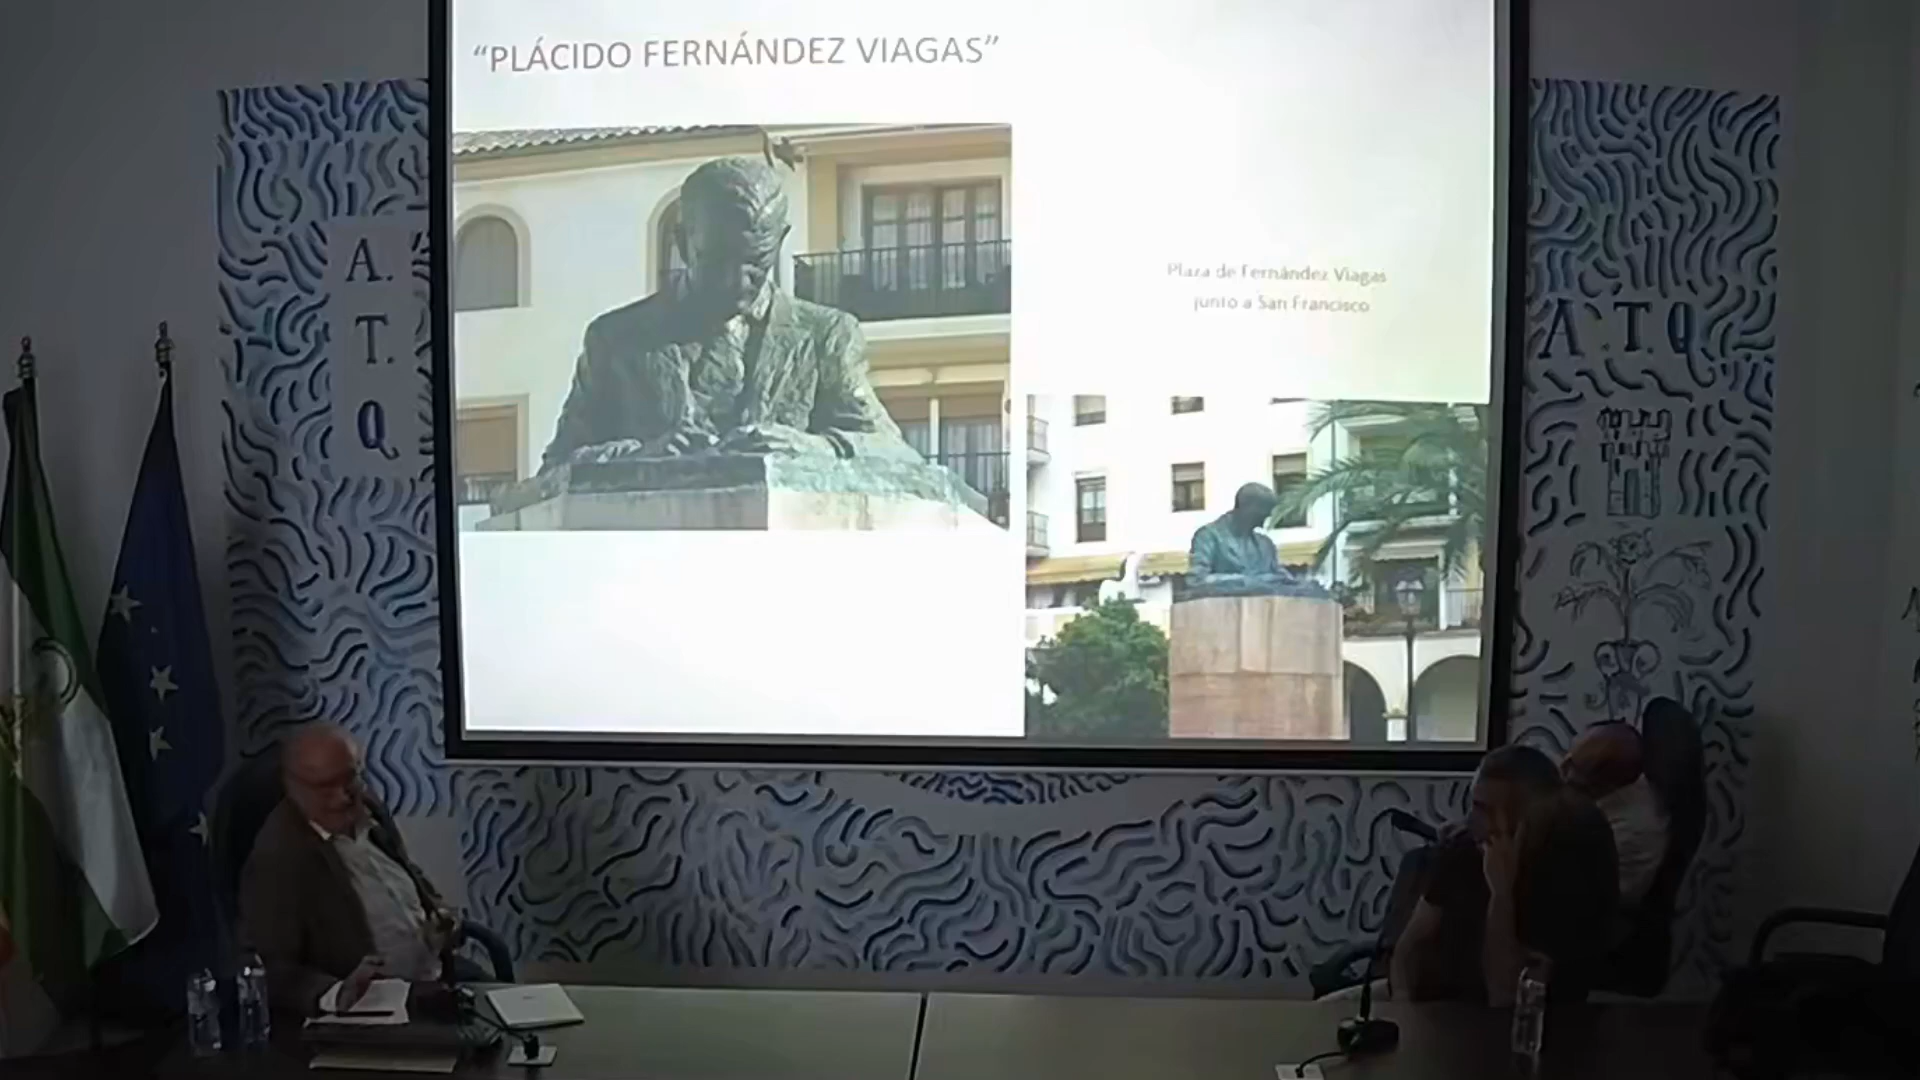 “PLÁCIDO FERNÁNDEZ VIAGAS”
Plaza de Fernández Viagas
junto a San Francisco
A.
T.
Q
A.T.Q